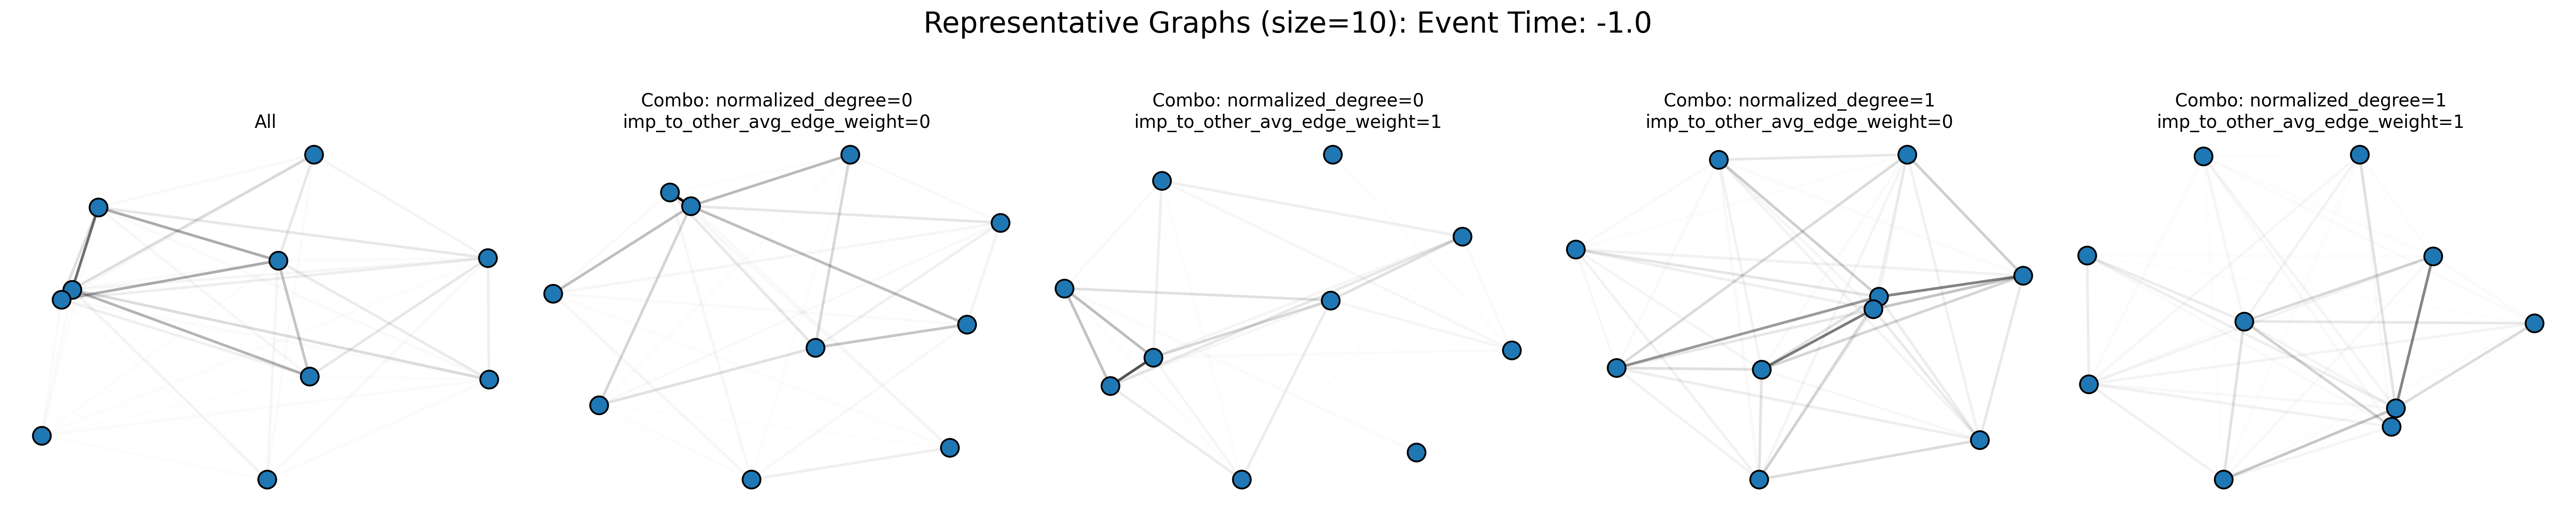 Representative Graphs (size=10): Event Time: -1.0
All
Combo: normalized_degree=0
imp_to_other_avg_edge_weight=0
Combo: normalized_degree=0
imp_to_other_avg_edge_weight=1
Combo: normalized_degree=1
imp_to_other_avg_edge_weight=0
Combo: normalized_degree=1
imp_to_other_avg_edge_weight=1